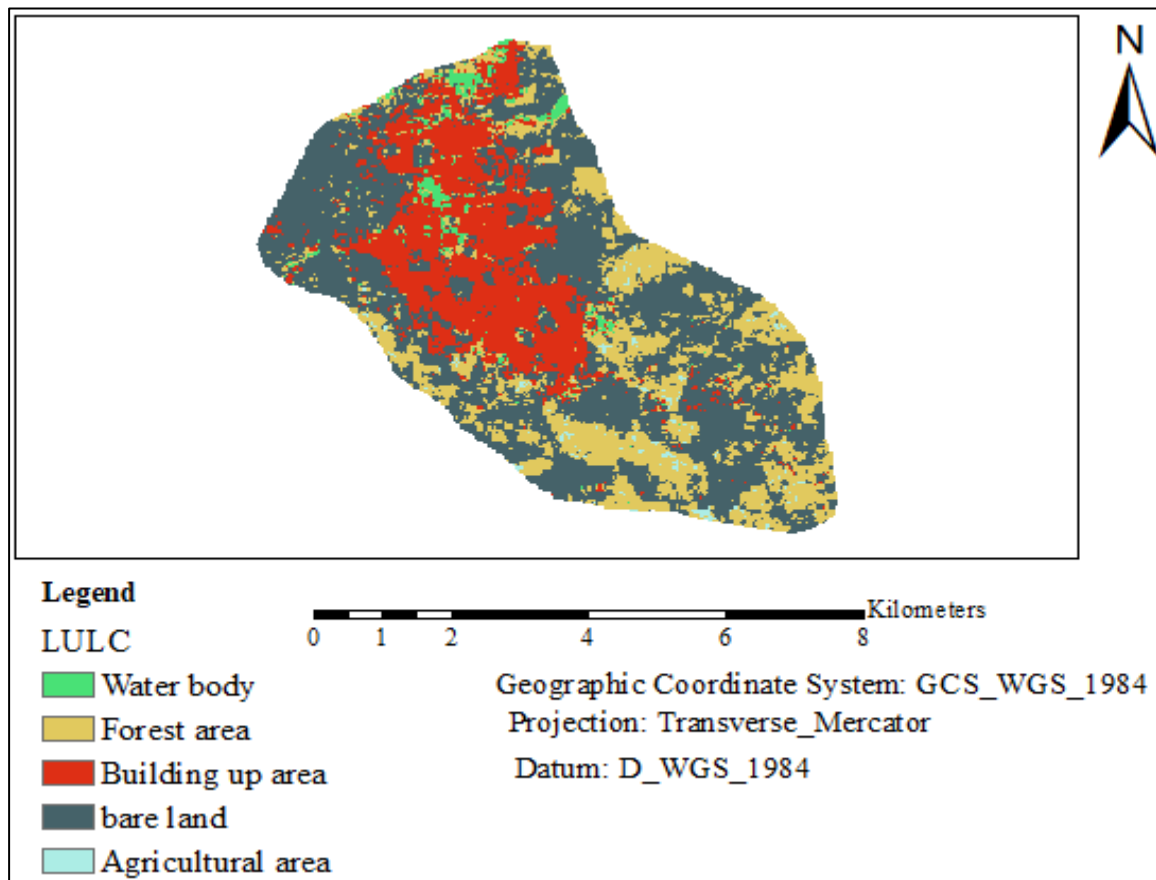 N
Legend
LULC
Water body
Forest area
Building up area
bare land
Agricultural area
Kilometers
0 1 2 4 6 8
Geographic Coordinate System: GCS_WGS_1984
Projection: Transverse_Mercator
Datum: D_WGS_1984